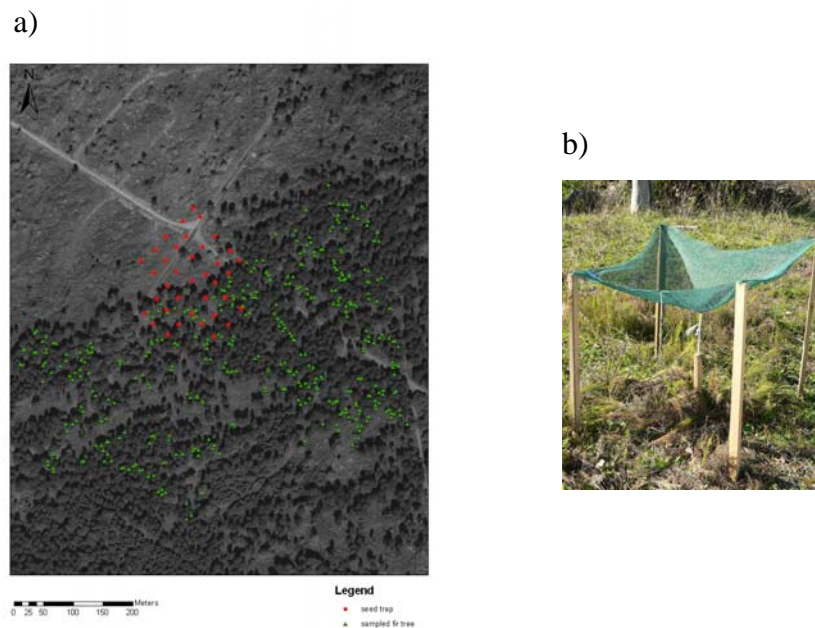 a)
b)
N
Meters
0 25 50 100 150 200
Legend
seed trap
sampled fir tree